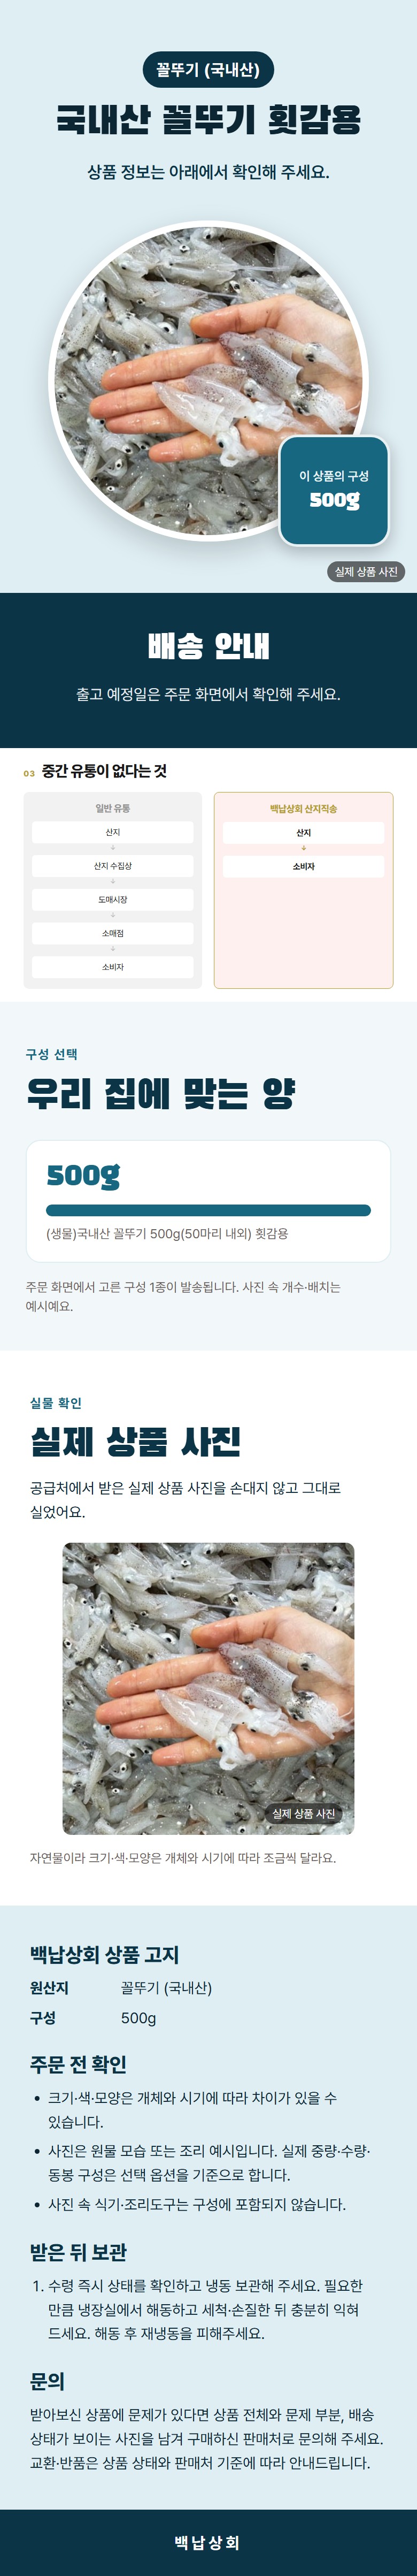 꼴뚜기 (국내산)
국내산 꼴뚜기 횟감용
상품 정보는 아래에서 확인해 주세요.
이 상품의 구성
500g
실제 상품 사진
배송 안내
출고 예정일은 주문 화면에서 확인해 주세요.
03 중간 유통이 없다는 것
일반 유통
산지
↓
산지 수집상
↓
도매시장
↓
소매점
↓
소비자
백납상회 산지직송
산지
↓
소비자
구성 선택
우리 집에 맞는 양
500g
(생물)국내산 꼴뚜기 500g(50마리 내외) 횟감용
주문 화면에서 고른 구성 1종이 발송됩니다. 사진 속 개수·배치는
예시예요.
실물 확인
실제 상품 사진
공급처에서 받은 실제 상품 사진을 손대지 않고 그대로
실었어요.
실제 상품 사진
자연물이라 크기·색·모양은 개체와 시기에 따라 조금씩 달라요.
백납상회 상품 고지
원산지 꼴뚜기 (국내산)
구성 500g
주문 전 확인
• 크기·색·모양은 개체와 시기에 따라 차이가 있을 수
있습니다.
• 사진은 원물 모습 또는 조리 예시입니다. 실제 중량·수량·
동봉 구성은 선택 옵션을 기준으로 합니다.
• 사진 속 식기·조리도구는 구성에 포함되지 않습니다.
받은 뒤 보관
1. 수령 즉시 상태를 확인하고 냉동 보관해 주세요. 필요한
만큼 냉장실에서 해동하고 세척·손질한 뒤 충분히 익혀
드세요. 해동 후 재냉동을 피해주세요.
문의
받아보신 상품에 문제가 있다면 상품 전체와 문제 부분, 배송
상태가 보이는 사진을 남겨 구매하신 판매처로 문의해 주세요.
교환·반품은 상품 상태와 판매처 기준에 따라 안내드립니다.
백납상회